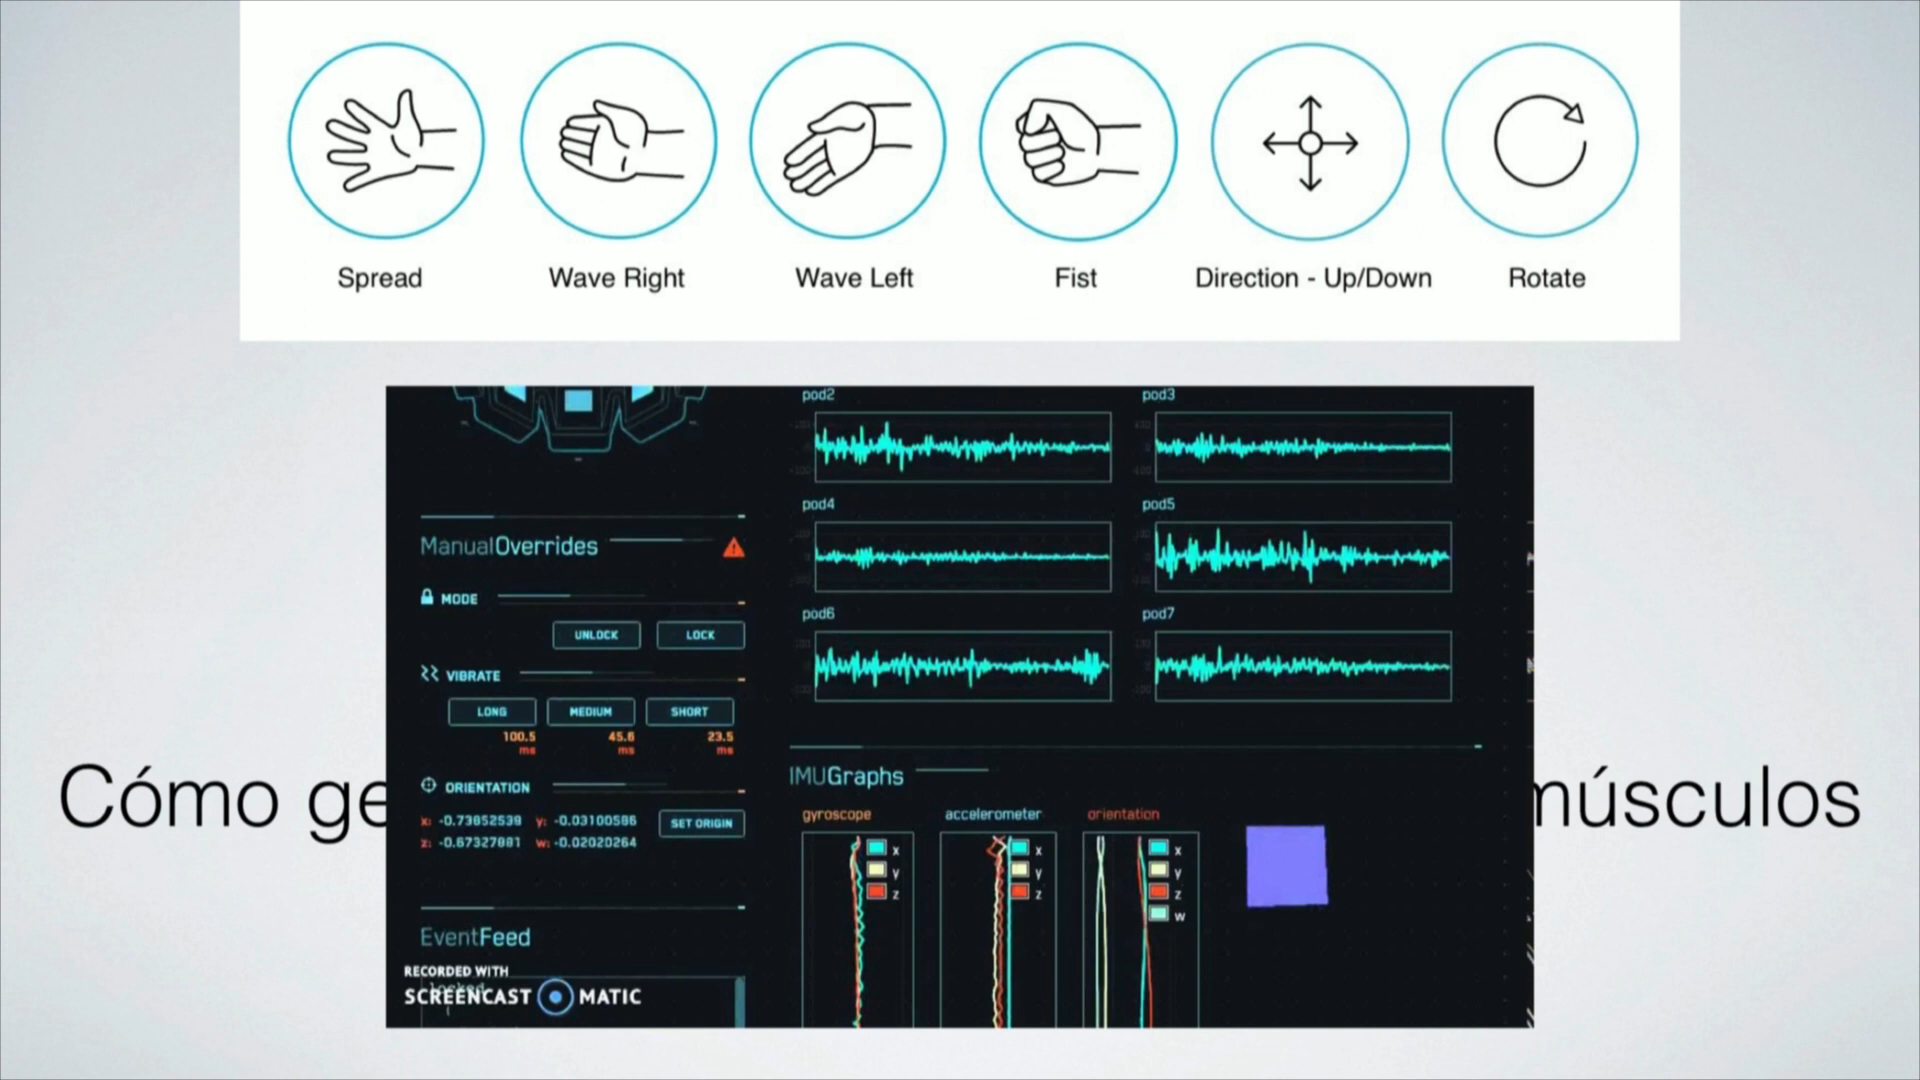 Spread
Wave Right
Wave Left
Fist
Direction - Up/Down
Rotate
pod2
pod3
pod4
pod5
ManualOverrides
MODE
UNLOCK
LOCK
pod6
pod7
VIBRATE
LONG
MEDIUM
SHORT
100.5
ms
45.6
ms
23.5
ms
IMUGraphs
ORIENTATION
x: -0.73852539 y: -0.03100586
z: -0.67327881 w: -0.02020264
SET ORIGIN
gyroscope
x
y
z
accelerometer
x
y
z
orientation
x
y
z
w
Cómo ge
músculos
EventFeed
locked
RECORDED WITH
SCREENCAST MATIC